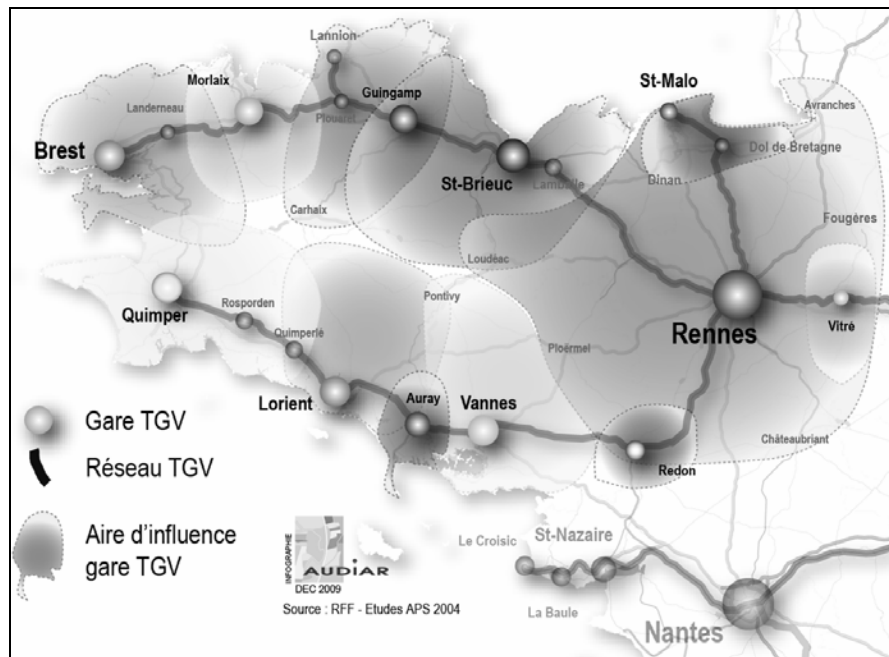 Lannion
Morlaix
Guingamp
St-Malo
Landerneau
Plouaret
Avranches
Brest
Dol de Bretagne
St-Brieuc
Lamballe
Dinan
Carhaix
Fougères
Loudéac
Quimper
Rosporden
Pontivy
Rennes
Vitré
Quimperlé
Ploërmel
Lorient
Auray
Vannes
Gare TGV
Châteaubriant
Redon
Réseau TGV
Aire d'influence
gare TGV
INFOGRAPHIE
AUDIAR
DEC 2009
Source : RFF - Etudes APS 2004
Le Croisic
St-Nazaire
La Baule
Nantes